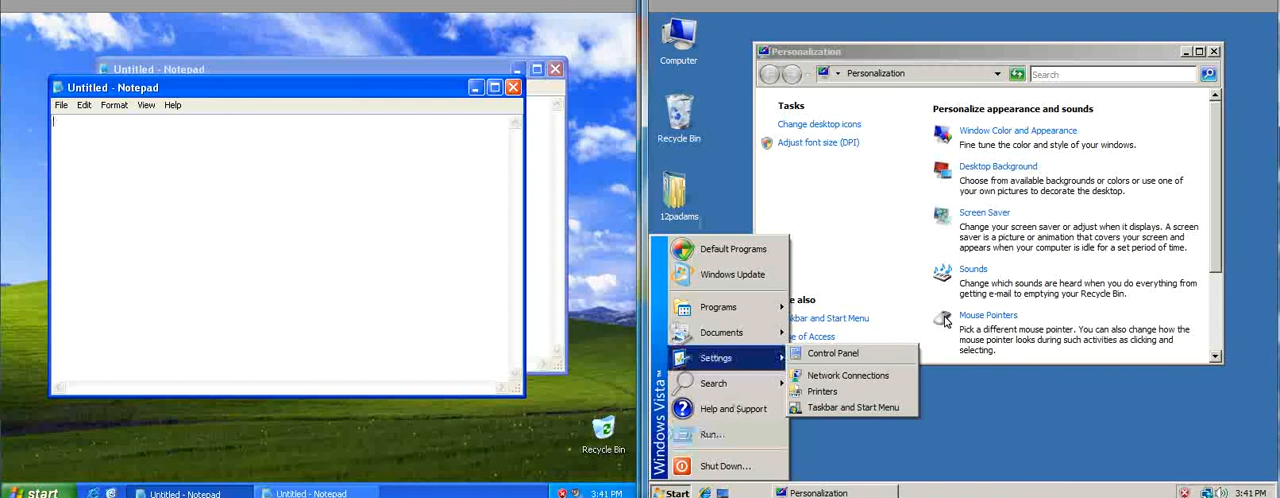 Untitled - Notepad
Untitled - Notepad
File Edit Format View Help
Recycle Bin
start
Untitled - Notepad
Untitled - Notepad
3:41 PM
Computer
Recycle Bin
12padams
Personalization
Personalization
Search
Tasks
Change desktop icons
Adjust font size (DPI)
Personalize appearance and sounds
Window Color and Appearance
Fine tune the color and style of your windows.
Desktop Background
Choose from available backgrounds or colors or use one of
your own pictures to decorate the desktop.
Screen Saver
Change your screen saver or adjust when it displays. A screen
saver is a picture or animation that covers your screen and
appears when your computer is idle for a set period of time.
Sounds
Change which sounds are heard when you do everything from
getting e-mail to emptying your Recycle Bin.
Mouse Pointers
Pick a different mouse pointer. You can also change how the
mouse pointer looks during such activities as clicking and
selecting.
e also
kbar and Start Menu
e of Access
Windows Vista™
Default Programs
Windows Update
Programs
Documents
Settings
Search
Help and Support
Run...
Shut Down...
Control Panel
Network Connections
Printers
Taskbar and Start Menu
Start
Personalization
3:41 PM